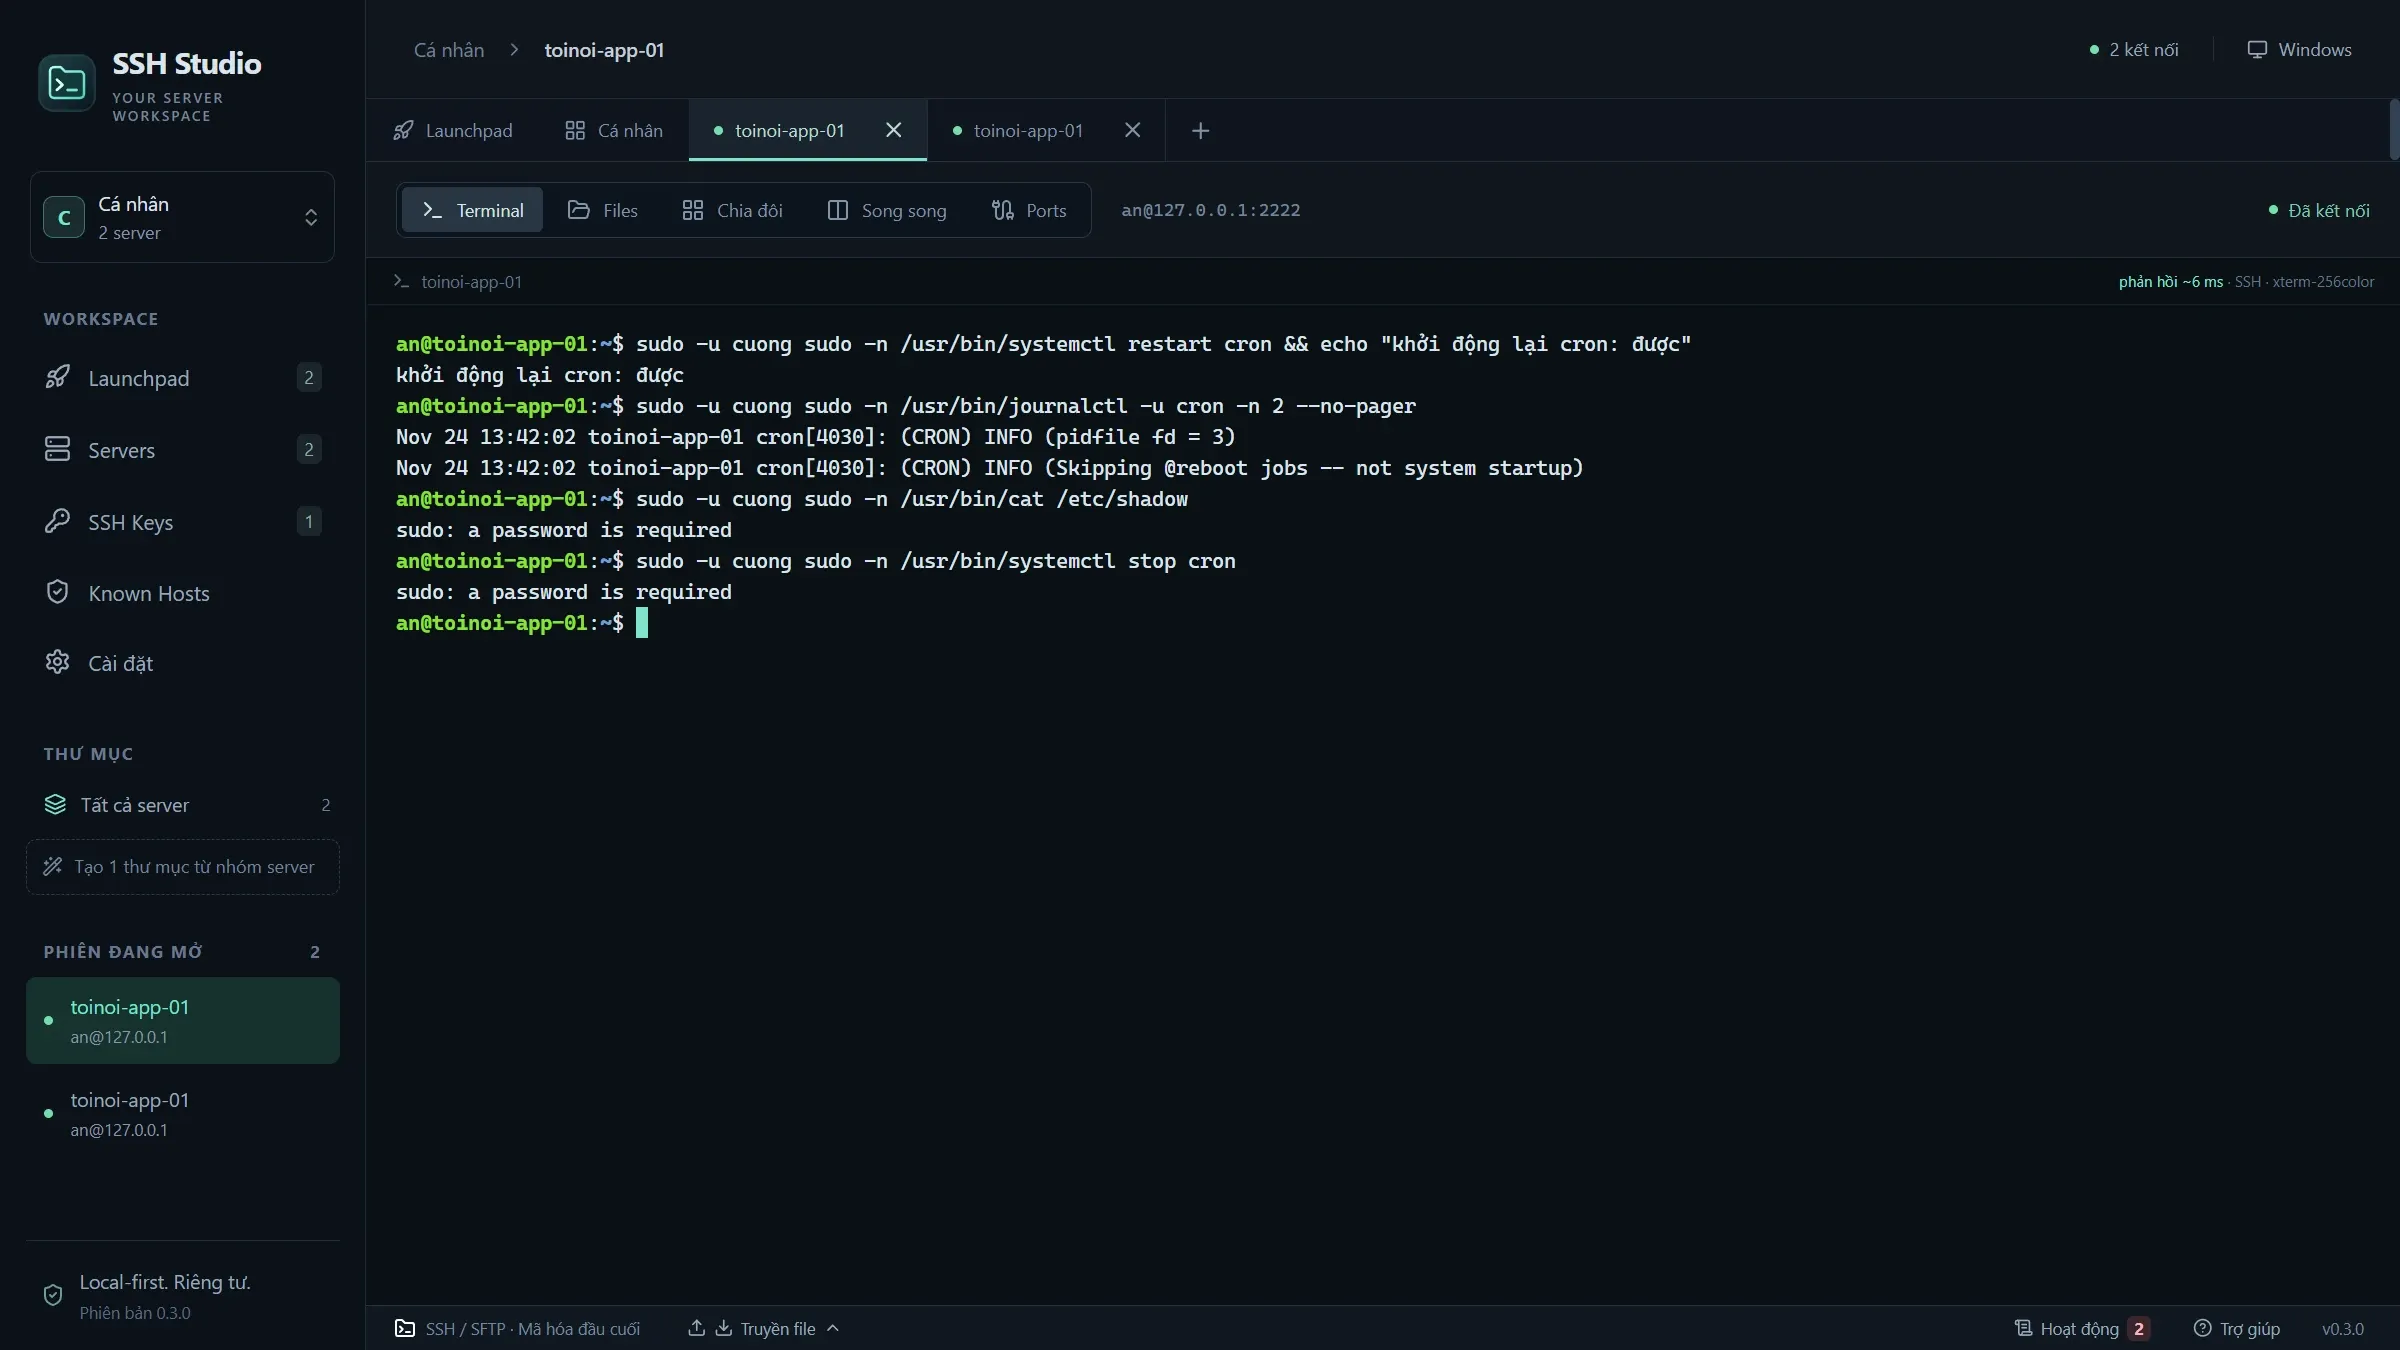 SSH Studio
YOUR SERVER
WORKSPACE
C
Cá nhân
2 server
WORKSPACE
Launchpad 2
Servers 2
SSH Keys 1
Known Hosts
Cài đặt
THƯ MỤC
Tất cả server 2
Tạo 1 thư mục từ nhóm server
PHIÊN ĐANG MỞ 2
toinoi-app-01
an@127.0.0.1
toinoi-app-01
an@127.0.0.1
Local-first. Riêng tư.
Phiên bản 0.3.0
Cá nhân > toinoi-app-01
2 kết nối
Windows
Launchpad
Cá nhân
toinoi-app-01
toinoi-app-01
Terminal
Files
Chia đôi
Song song
Ports
an@127.0.0.1:2222
Đã kết nối
toinoi-app-01
phản hồi ~6 ms · SSH · xterm-256color
an@toinoi-app-01:~$ sudo -u cuong sudo -n /usr/bin/systemctl restart cron && echo "khởi động lại cron: được"
khởi động lại cron: được
an@toinoi-app-01:~$ sudo -u cuong sudo -n /usr/bin/journalctl -u cron -n 2 --no-pager
Nov 24 13:42:02 toinoi-app-01 cron[4030]: (CRON) INFO (pidfile fd = 3)
Nov 24 13:42:02 toinoi-app-01 cron[4030]: (CRON) INFO (Skipping @reboot jobs -- not system startup)
an@toinoi-app-01:~$ sudo -u cuong sudo -n /usr/bin/cat /etc/shadow
sudo: a password is required
an@toinoi-app-01:~$ sudo -u cuong sudo -n /usr/bin/systemctl stop cron
sudo: a password is required
an@toinoi-app-01:~$
SSH / SFTP · Mã hóa đầu cuối
Truyền file
Hoạt động 2
Trợ giúp
v0.3.0